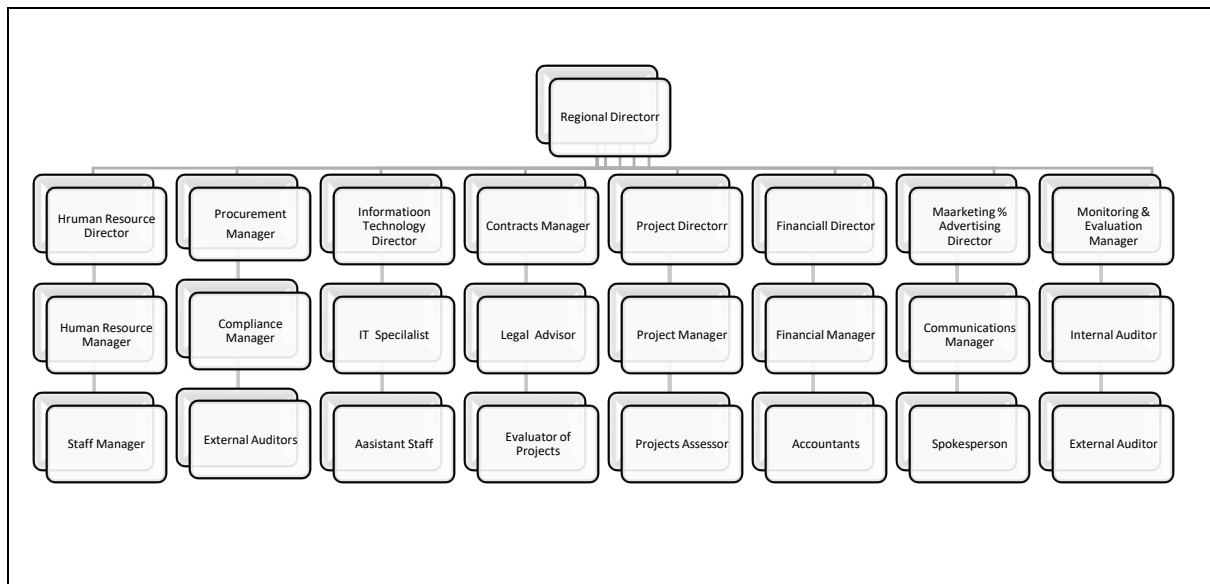 Regional Directorr
Hruman Resource
Director
Procurement
Manager
Informatioon
Technology
Director
Contracts Manager
Project Directorr
Financiall Director
Maarketing %
Advertising
Director
Monitoring &
Evaluation
Manager
Human Resource
Manager
Compliance
Manager
IT Specilalist
Legal Advisor
Project Manager
Financial Manager
Communications
Manager
Internal Auditor
Staff Manager
External Auditors
Aasistant Staff
Evaluator of
Projects
Projects Assessor
Accountants
Spokesperson
External Auditor